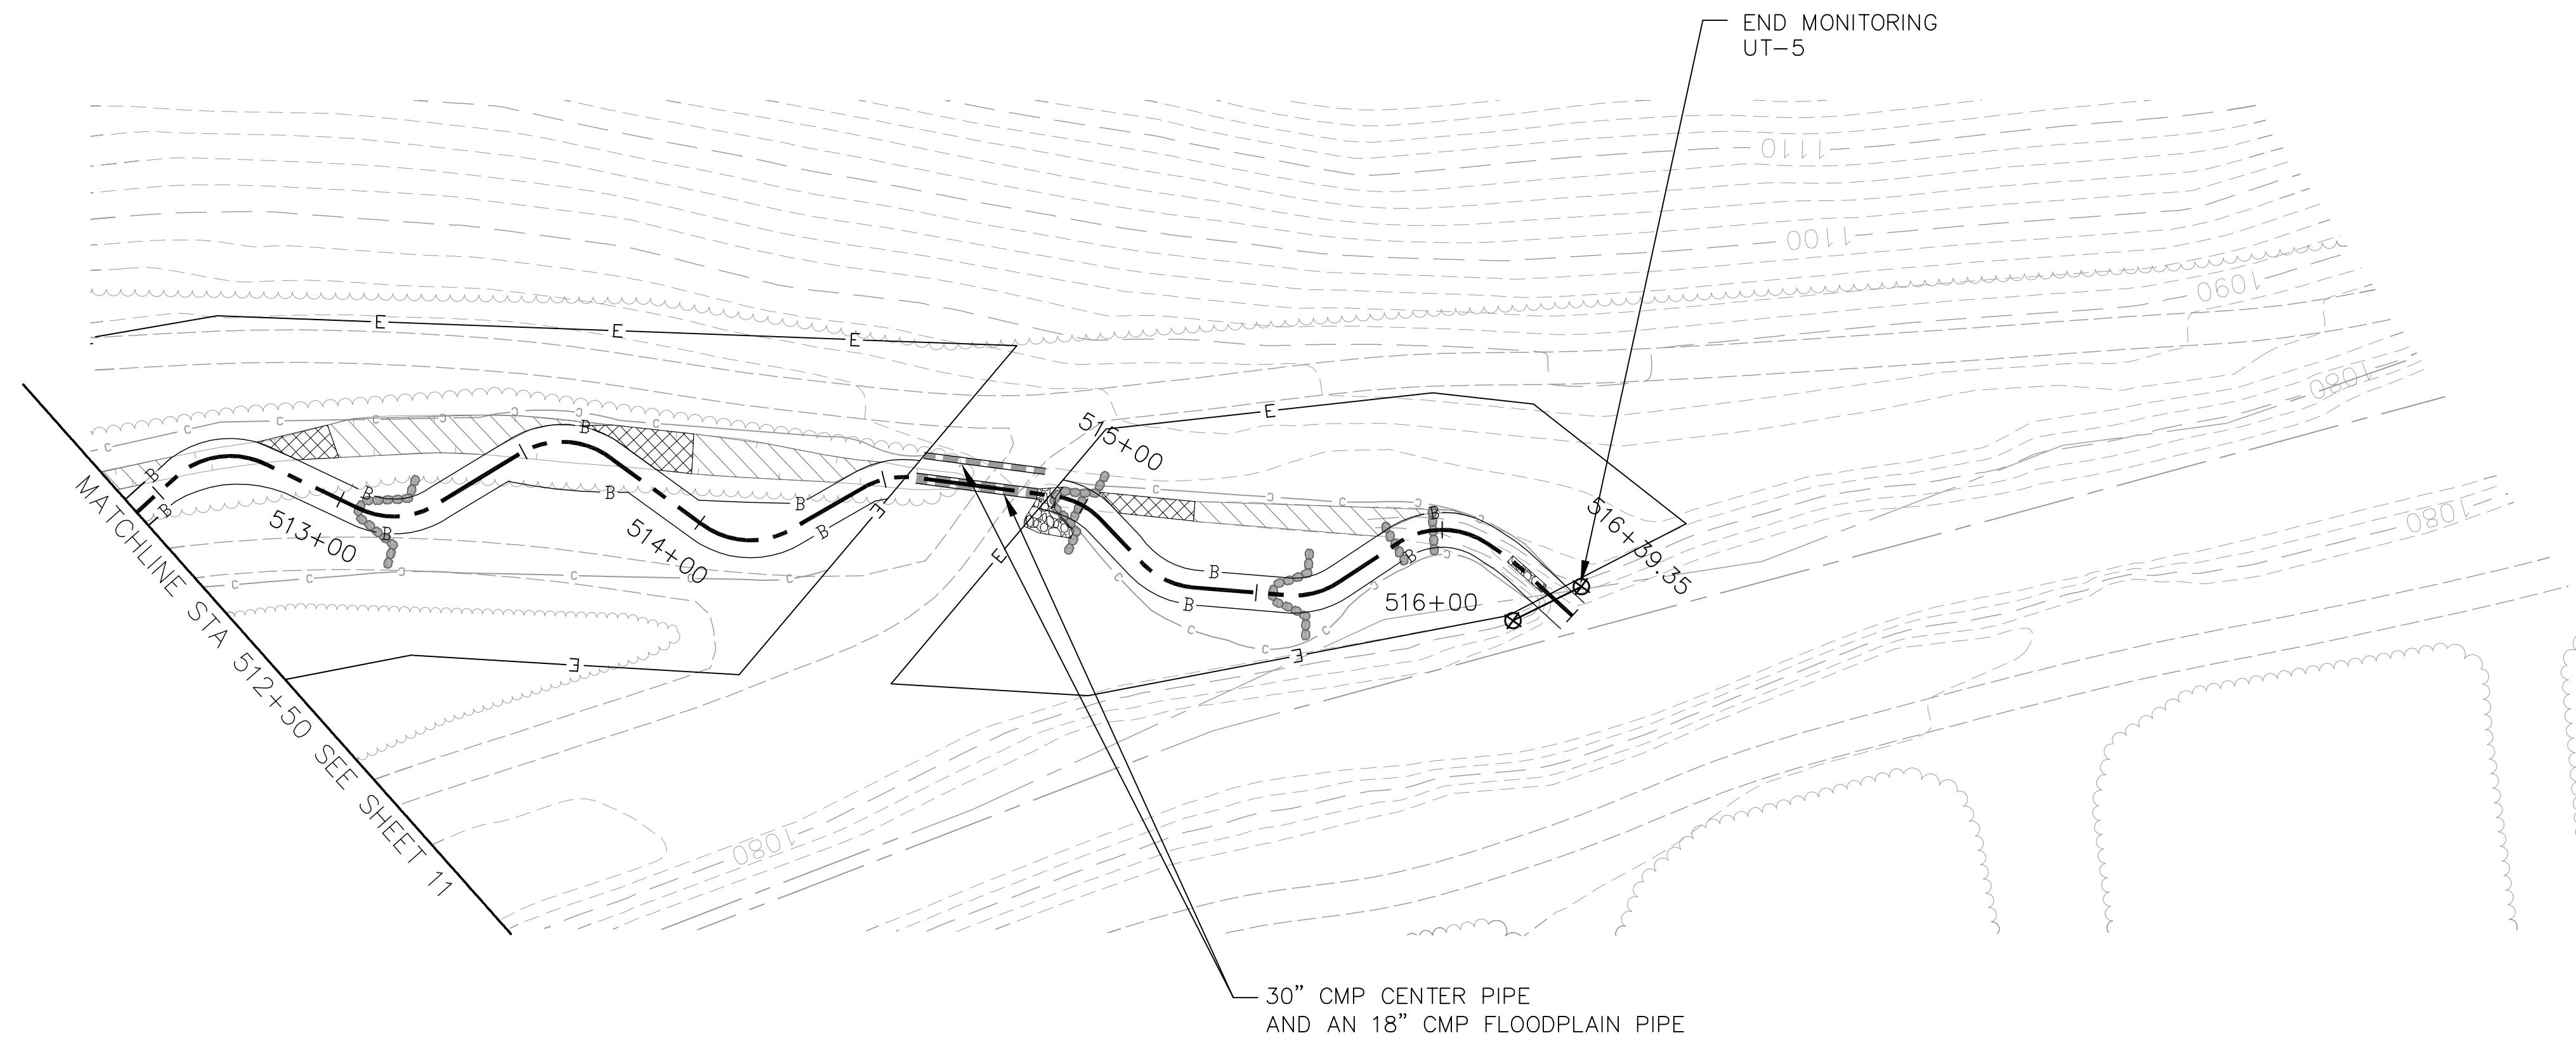 END MONITORING
UT-5
1110
1100
1090
1080
E
E
E
E
515+00
C
C
C
C
C
C
C
B
B
B
C
C
C
C
C
B
B
B
B
B
513+00
514+00
E
E
B
B
B
B
516+00
516+39.35
1080
C
C
C
C
C
C
C
C
C
C
E
E
MATCHLINE STA 512+50 SEE SHEET 11
1080
30" CMP CENTER PIPE
AND AN 18" CMP FLOODPLAIN PIPE